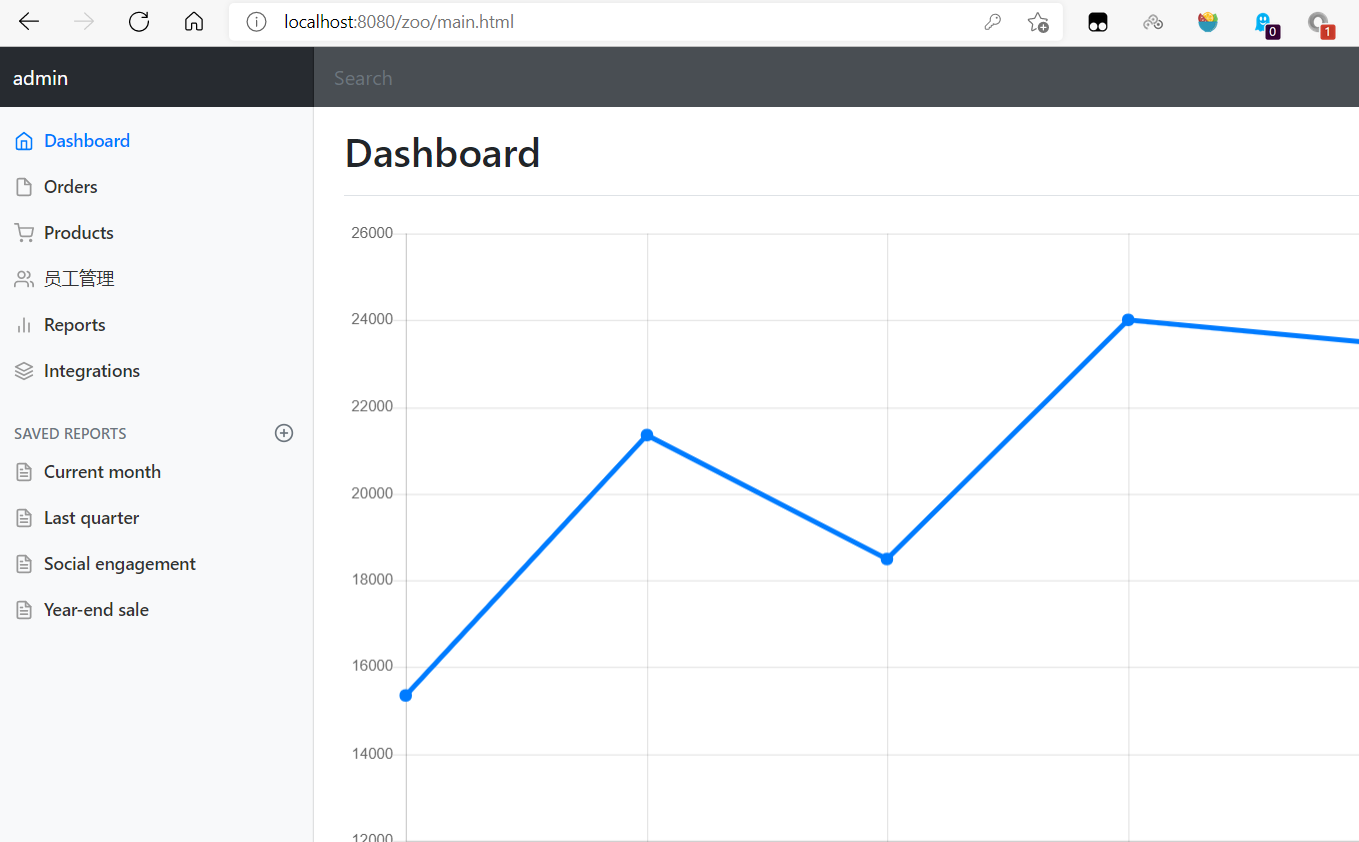 localhost:8080/zoo/main.html
0
1
admin
Search
Dashboard
Orders
Products
员工管理
Reports
Integrations
SAVED REPORTS
Current month
Last quarter
Social engagement
Year-end sale
Dashboard
26000
24000
22000
20000
18000
16000
14000
12000